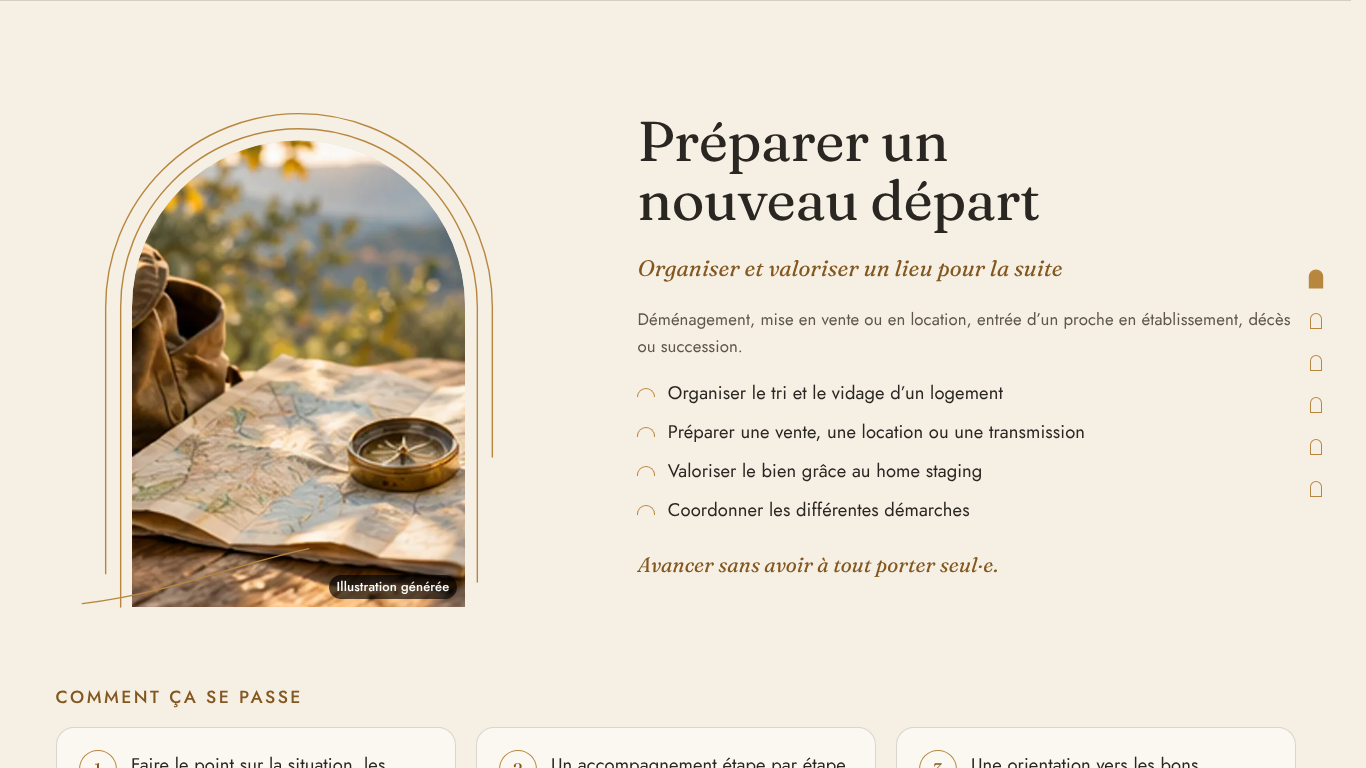 Préparer un
nouveau départ
Organiser et valoriser un lieu pour la suite
Déménagement, mise en vente ou en location, entrée d’un proche en établissement, décès
ou succession.
Organiser le tri et le vidage d’un logement
Préparer une vente, une location ou une transmission
Valoriser le bien grâce au home staging
Coordonner les différentes démarches
Avancer sans avoir à tout porter seul·e.
Illustration générée
COMMENT ÇA SE PASSE
1 Faire le point sur la situation, les
2 Un accompagnement étape par étape
3 Une orientation vers les bons